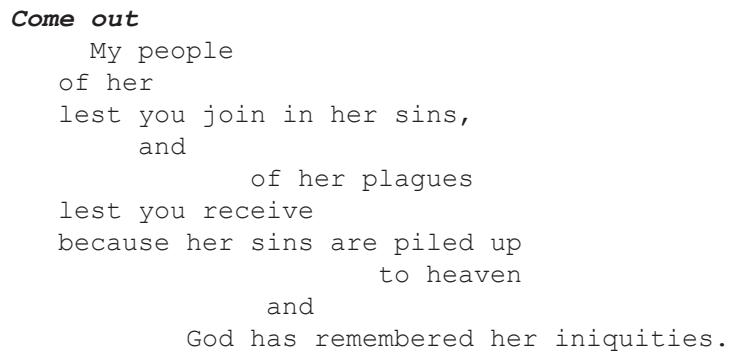 Come out
My people
of her
lest you join in her sins,
and
of her plagues
lest you receive
because her sins are piled up
to heaven
and
God has remembered her iniquities.